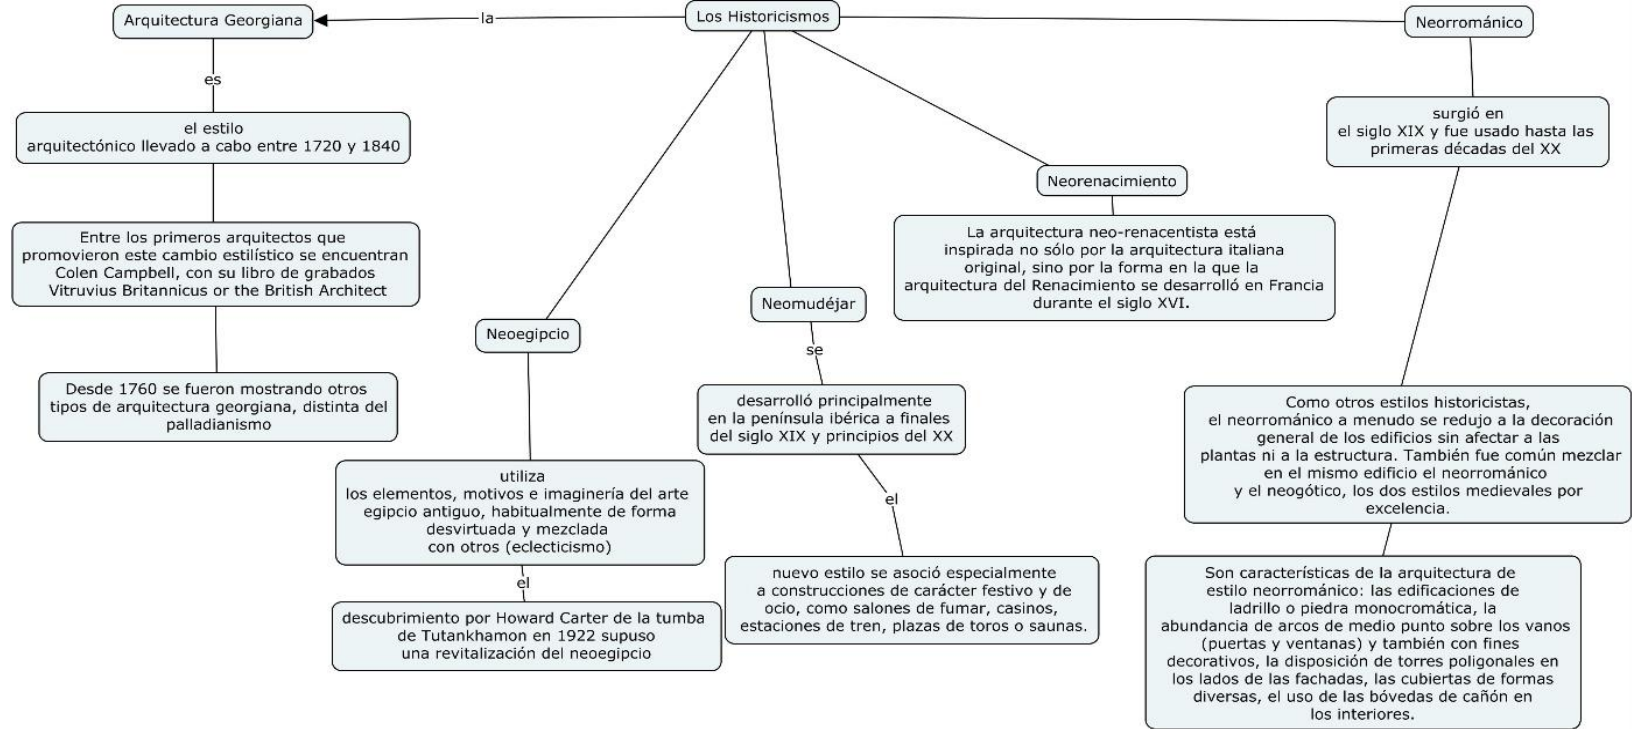 Los Historicismos
la
Arquitectura Georgiana
es
el estilo
arquitectónico llevado a cabo entre 1720 y 1840
Entre los primeros arquitectos que
promovieron este cambio estilístico se encuentran
Colen Campbell, con su libro de grabados
Vitruvius Britannicus or the British Architect
Desde 1760 se fueron mostrando otros
tipos de arquitectura georgiana, distinta del
palladianismo
Neoegipcio
utiliza
los elementos, motivos e imaginería del arte
egipcio antiguo, habitualmente de forma
desvirtuada y mezclada
con otros (eclecticismo)
el
descubrimiento por Howard Carter de la tumba
de Tutankhamon en 1922 supuso
una revitalización del neoegipcio
Neomudéjar
se
desarrolló principalmente
en la península ibérica a finales
del siglo XIX y principios del XX
el
nuevo estilo se asoció especialmente
a construcciones de carácter festivo y de
ocio, como salones de fumar, casinos,
estaciones de tren, plazas de toros o saunas.
Neorenacimiento
La arquitectura neo-renacentista está
inspirada no sólo por la arquitectura italiana
original, sino por la forma en la que la
arquitectura del Renacimiento se desarrolló en Francia
durante el siglo XVI.
Neorrománico
surgió en
el siglo XIX y fue usado hasta las
primeras décadas del XX
Como otros estilos historicistas,
el neorrománico a menudo se redujo a la decoración
general de los edificios sin afectar a las
plantas ni a la estructura. También fue común mezclar
en el mismo edificio el neorrománico
y el neogótico, los dos estilos medievales por
excelencia.
Son características de la arquitectura de
estilo neorrománico: las edificaciones de
ladrillo o piedra monocromática, la
abundancia de arcos de medio punto sobre los vanos
(puertas y ventanas) y también con fines
decorativos, la disposición de torres poligonales en
los lados de las fachadas, las cubiertas de formas
diversas, el uso de las bóvedas de cañón en
los interiores.